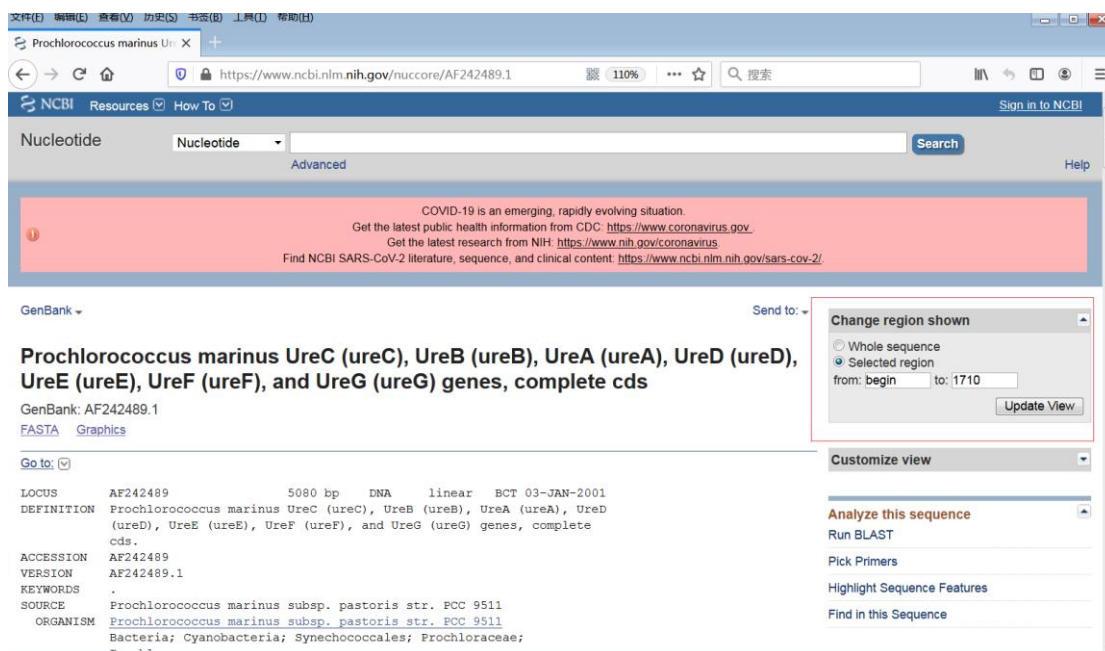 文件(F) 编辑(E) 查看(V) 历史(S) 书签(B) 工具(T) 帮助(H)
Prochlorococcus marinus Ure
https://www.ncbi.nlm.nih.gov/nuccore/AF242489.1 110% 搜索
NCBI Resources How To Sign in to NCBI
Nucleotide Nucleotide Search
Advanced Help
COVID-19 is an emerging, rapidly evolving situation.
Get the latest public health information from CDC: https://www.coronavirus.gov .
Get the latest research from NIH: https://www.nih.gov/coronavirus.
Find NCBI SARS-CoV-2 literature, sequence, and clinical content: https://www.ncbi.nlm.nih.gov/sars-cov-2/.
GenBank Send to:
Prochlorococcus marinus UreC (ureC), UreB (ureB), UreA (ureA), UreD (ureD),
UreE (ureE), UreF (ureF), and UreG (ureG) genes, complete cds
GenBank: AF242489.1
FASTA Graphics
Go to:
LOCUS AF242489 5080 bp DNA linear BCT 03-JAN-2001
DEFINITION Prochlorococcus marinus UreC (ureC), UreB (ureB), UreA (ureA), UreD
(ureD), UreE (ureE), UreF (ureF), and UreG (ureG) genes, complete
cds.
ACCESSION AF242489
VERSION AF242489.1
KEYWORDS .
SOURCE Prochlorococcus marinus subsp. pastoris str. PCC 9511
ORGANISM Prochlorococcus marinus subsp. pastoris str. PCC 9511
Bacteria; Cyanobacteria; Synechococcales; Prochloraceae;
Change region shown
Whole sequence
Selected region
from: begin to: 1710
Update View
Customize view
Analyze this sequence
Run BLAST
Pick Primers
Highlight Sequence Features
Find in this Sequence